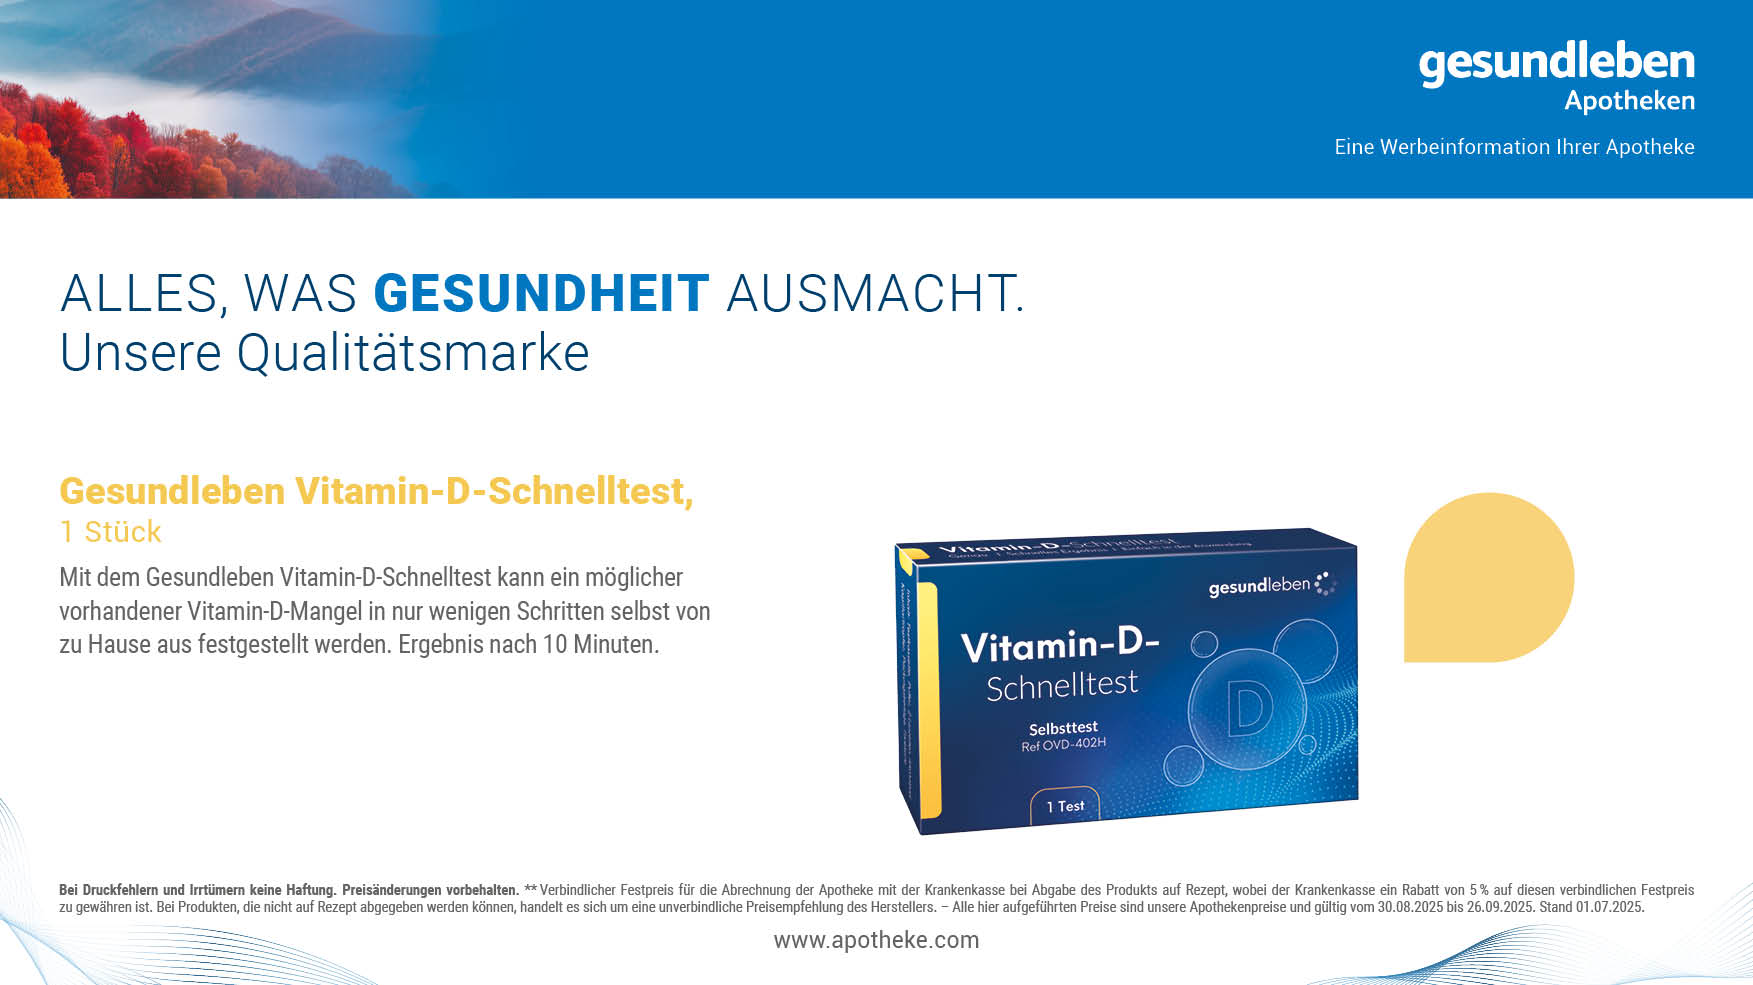 gesundleben
Apotheken
Eine Werbeinformation Ihrer Apotheke
ALLES, WAS GESUNDHEIT AUSMACHT.
Unsere Qualitätsmarke
Gesundleben Vitamin-D-Schnelltest,
1 Stück
Mit dem Gesundleben Vitamin-D-Schnelltest kann ein möglicher
vorhandener Vitamin-D-Mangel in nur wenigen Schritten selbst von
zu Hause aus festgestellt werden. Ergebnis nach 10 Minuten.
Vitamin-D-Schnelltest
Genau | Schnelles Ergebnis | Einfach in der Anwendung
gesundleben
Vitamin-D-
Schnelltest
D
Selbsttest
Ref OVD-402H
1 Test
Bei Druckfehlern und Irrtümern keine Haftung. Preisänderungen vorbehalten. ** Verbindlicher Festpreis für die Abrechnung der Apotheke mit der Krankenkasse bei Abgabe des Produkts auf Rezept, wobei der Krankenkasse ein Rabatt von 5 % auf diesen verbindlichen Festpreis
zu gewähren ist. Bei Produkten, die nicht auf Rezept abgegeben werden können, handelt es sich um eine unverbindliche Preisempfehlung des Herstellers. – Alle hier aufgeführten Preise sind unsere Apothekenpreise und gültig vom 30.08.2025 bis 26.09.2025. Stand 01.07.2025.
www.apotheke.com